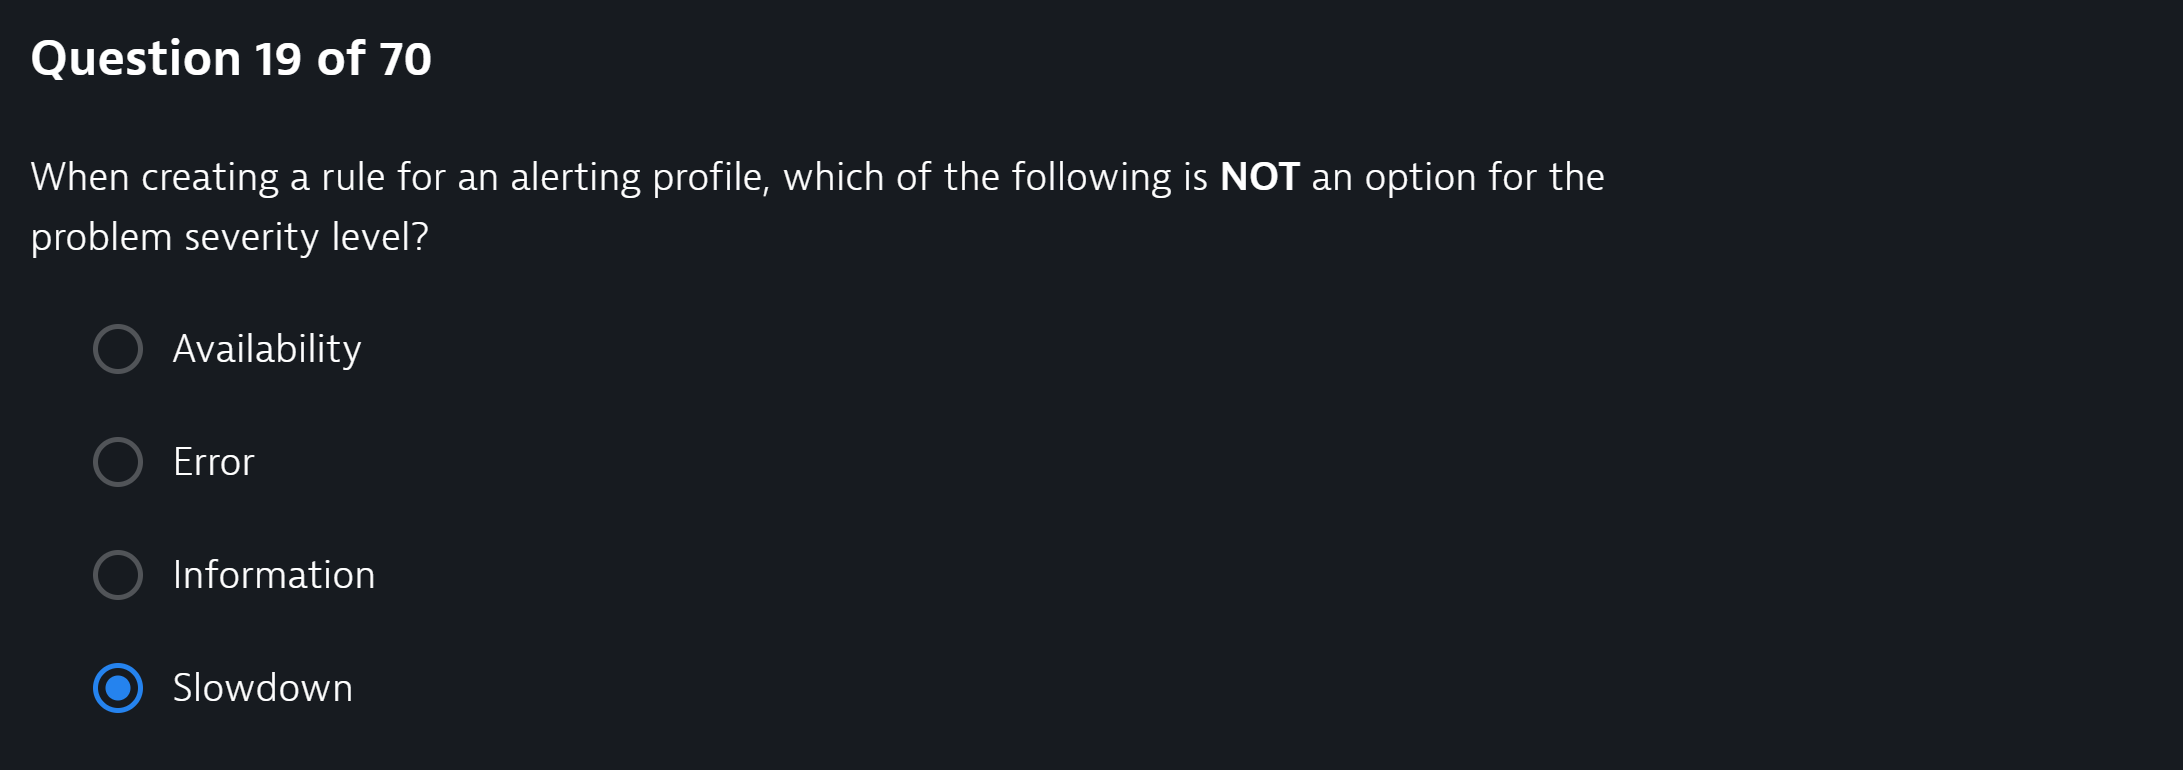 Question 19 of 70
When creating a rule for an alerting profile, which of the following is NOT an option for the
problem severity level?
Availability
Error
Information
Slowdown